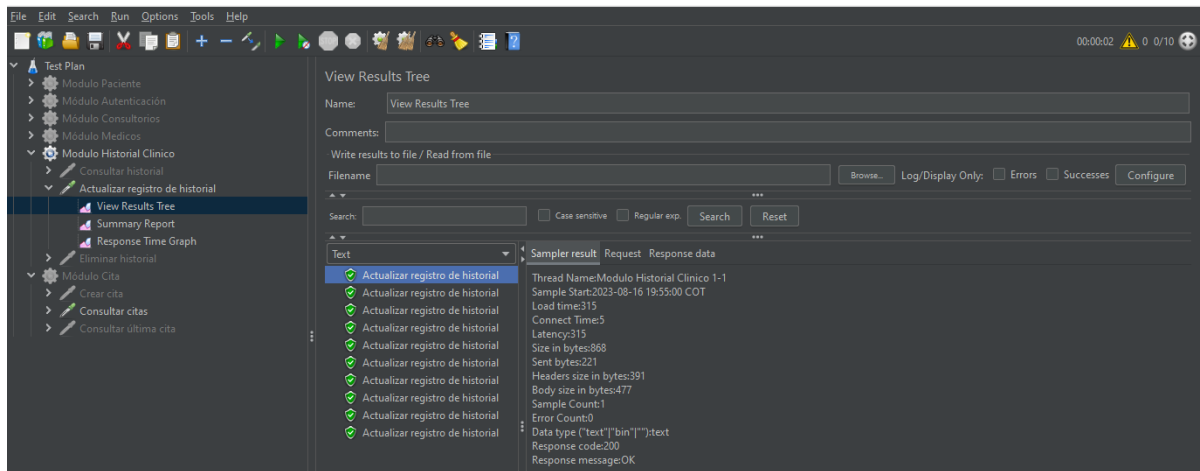 File Edit Search Run Options Tools Help
00:00:02 0 0/10
Test Plan
Modulo Paciente
Módulo Autenticación
Módulo Consultorios
Módulo Medicos
Modulo Historial Clinico
Consultar historial
Actualizar registro de historial
View Results Tree
Summary Report
Response Time Graph
Eliminar historial
Módulo Cita
Crear cita
Consultar citas
Consultar última cita
View Results Tree
Name: View Results Tree
Comments:
Write results to file / Read from file
Filename Browse... Log/Display Only: Errors Successes Configure
Search: Case sensitive Regular exp. Search Reset
Text
Actualizar registro de historial
Actualizar registro de historial
Actualizar registro de historial
Actualizar registro de historial
Actualizar registro de historial
Actualizar registro de historial
Actualizar registro de historial
Actualizar registro de historial
Actualizar registro de historial
Actualizar registro de historial
Sampler result Request Response data
Thread Name:Modulo Historial Clinico 1-1
Sample Start:2023-08-16 19:55:00 COT
Load time:315
Connect Time:5
Latency:315
Size in bytes:868
Sent bytes:221
Headers size in bytes:391
Body size in bytes:477
Sample Count:1
Error Count:0
Data type ("text"|"bin"|""):text
Response code:200
Response message:OK